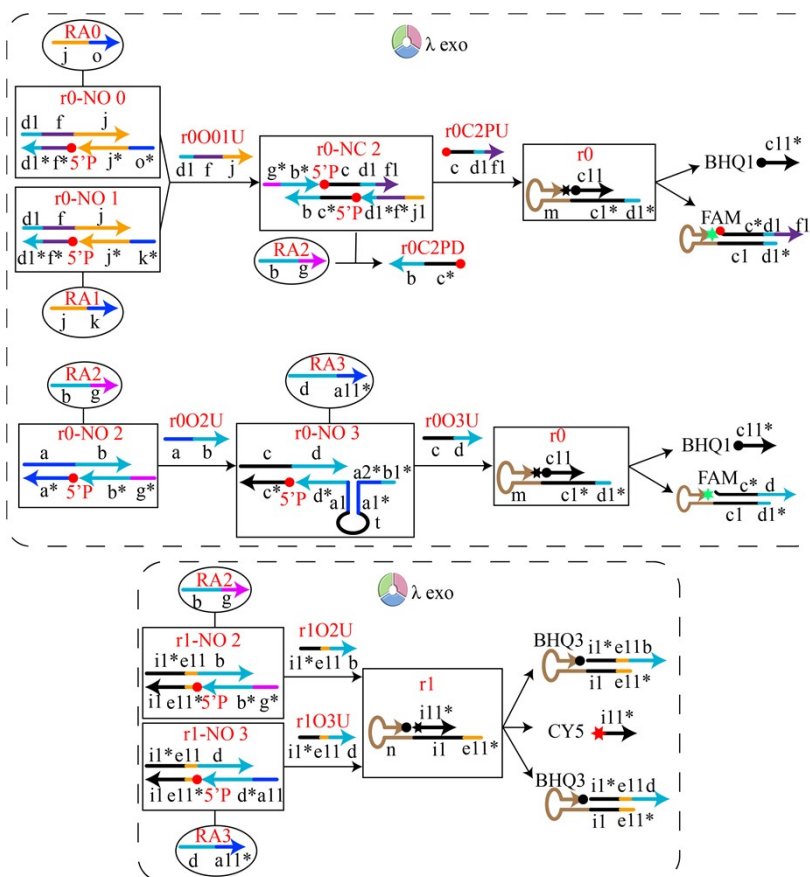 RA0
j o
λ exo
r0-NO 0
d1 f j
d1* f* 5'P j* o*
r0O01U
d1 f j
r0-NC 2
g* b* 5'P c d1 f1
b c* 5'P d1* f* j1
r0C2PU
c d1 f1
r0
c11
m c1* d1*
BHQ1 c11*
FAM c* d1 f1
c1 d1*
r0-NO 1
d1 f j
d1* f* 5'P j* k*
RA1
j k
RA2
b g
r0C2PD
b c*
RA2
b g
r0-NO 2
a b
a* 5'P b* g*
r0O2U
a b
RA3
d a11*
r0-NO 3
c d
c* 5'P d* a1 a2* b1*
a1*
t
r0O3U
c d
r0
c11
m c1* d1*
BHQ1 c11*
FAM c* d
c1 d1*
λ exo
RA2
b g
r1-NO 2
i1* e11 b
i1 e11* 5'P b* g*
r1O2U
i1* e11 b
r1-NO 3
i1* e11 d
i1 e11* 5'P d* a11
r1O3U
i1* e11 d
RA3
d a11*
r1
i11*
n i1 e11*
BHQ3 i1* e11b
i1 e11*
CY5 i11*
BHQ3 i1* e11d
i1 e11*